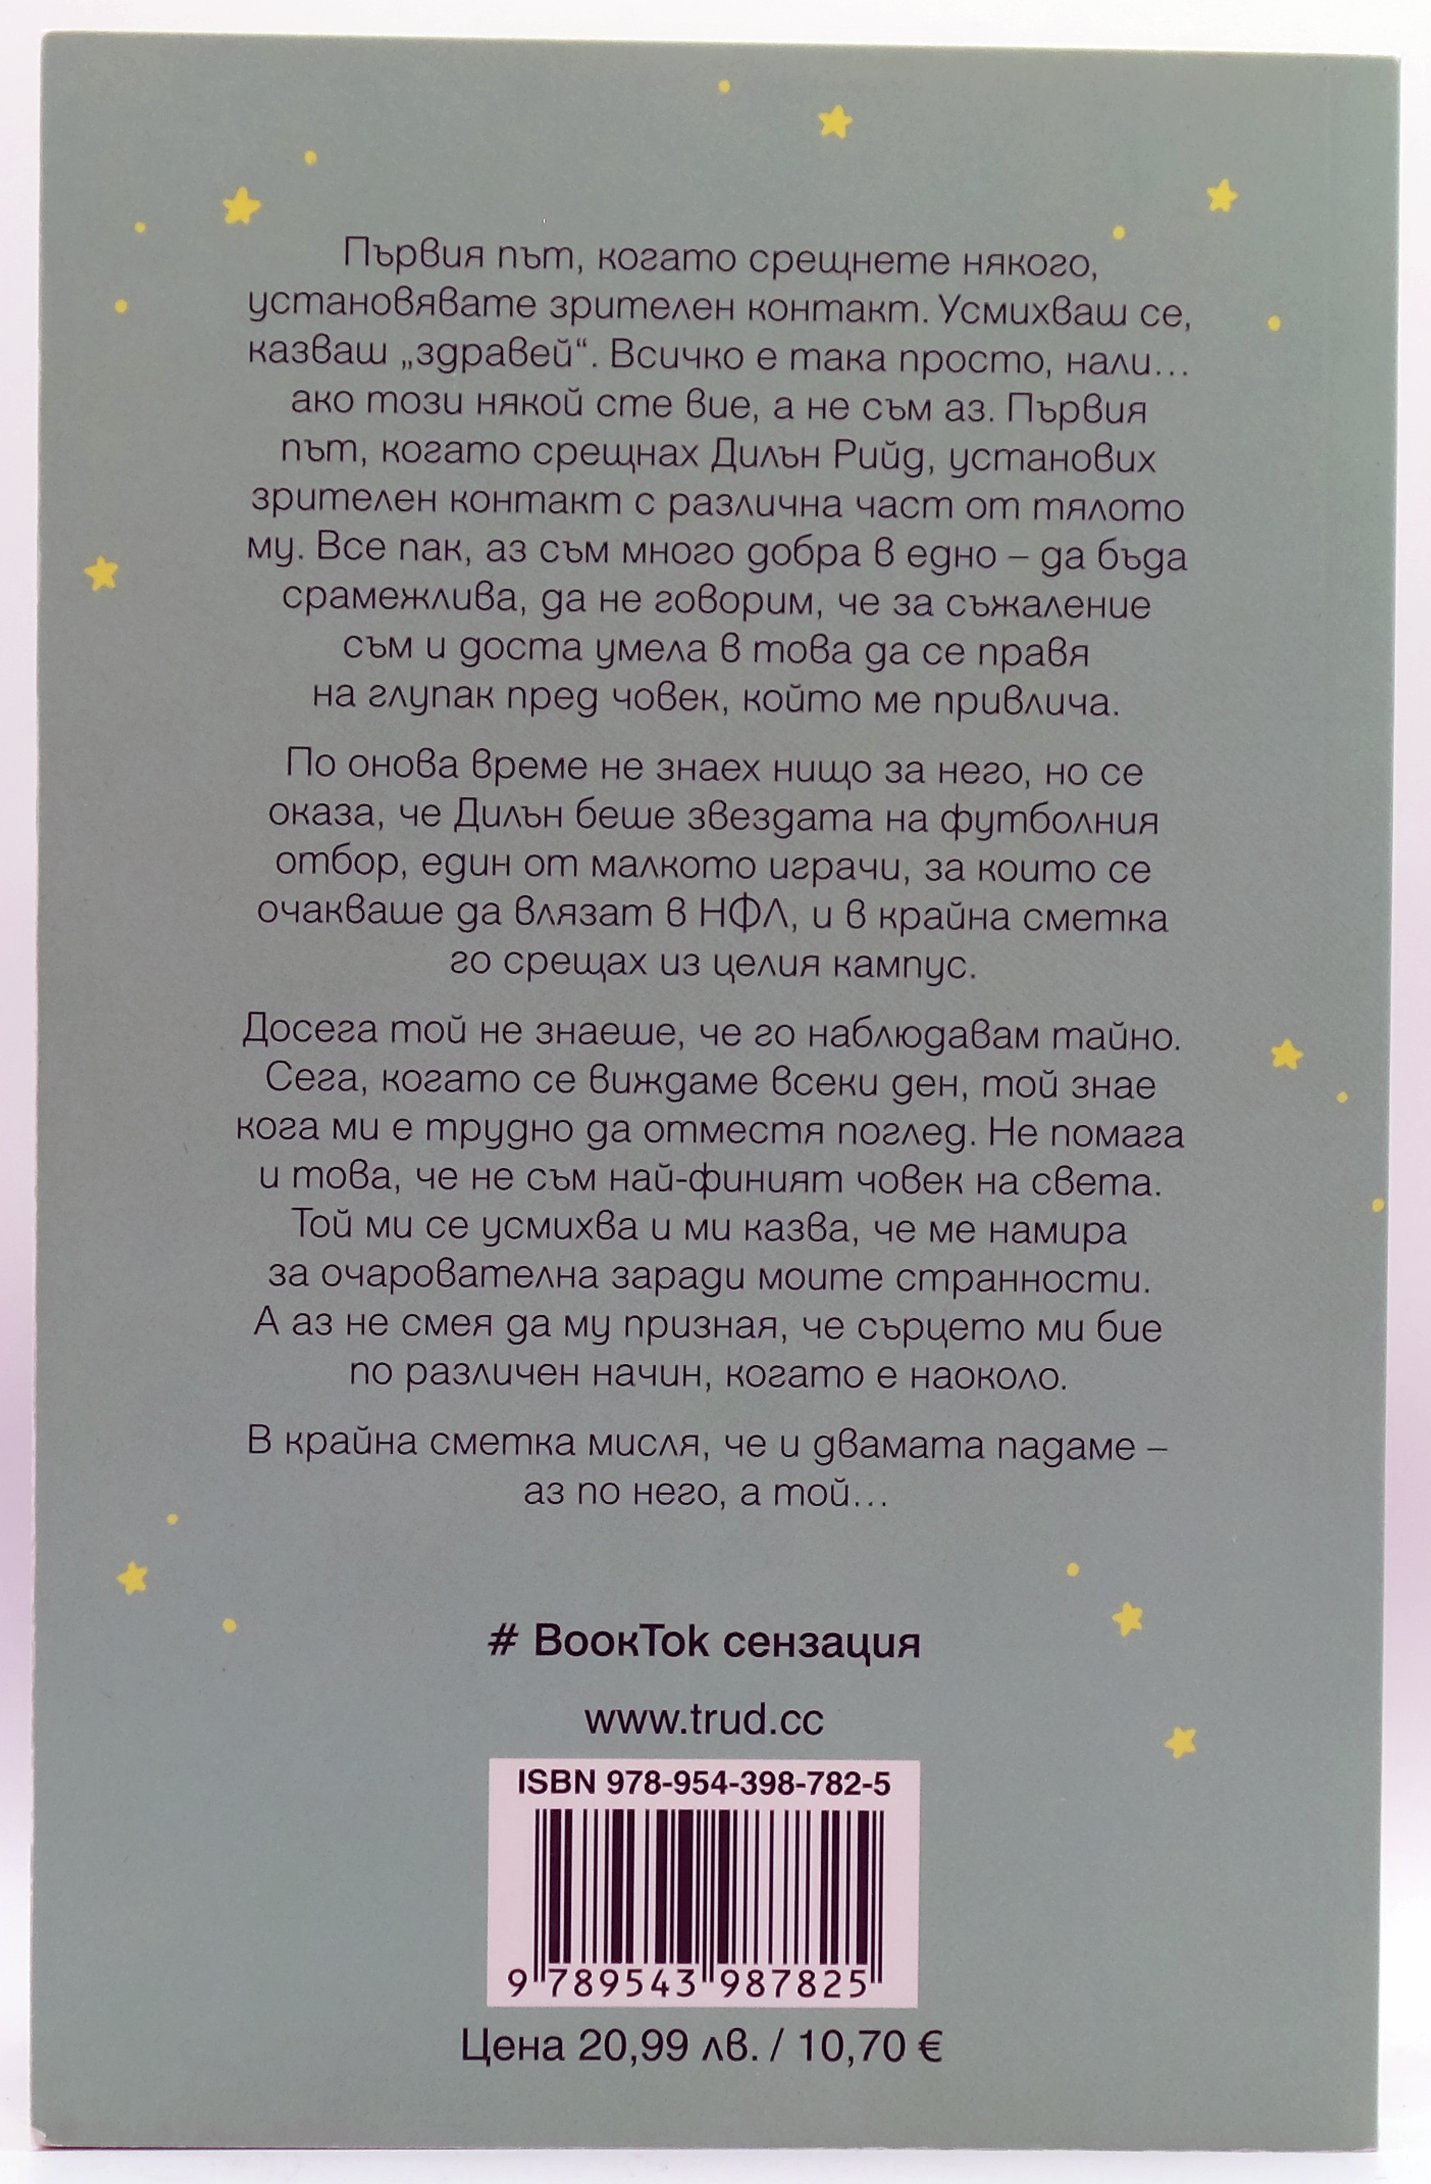 Първия път, когато срещнете някого,
установявате зрителен контакт. Усмихваш се,
казваш „здравей“. Всичко е така просто, нали...
ако този някой сте вие, а не съм аз. Първия
път, когато срещнах Дилън Рийд, установих
зрителен контакт с различна част от тялото
му. Все пак, аз съм много добра в едно – да бъда
срамежлива, да не говорим, че за съжаление
съм и доста умела в това да се правя
на глупак пред човек, който ме привлича.
По онова време не знаех нищо за него, но се
оказа, че Дилън беше звездата на футболния
отбор, един от малкото играчи, за които се
очакваше да влязат в НФЛ, и в крайна сметка
го срещах из целия кампус.
Досега той не знаеше, че го наблюдавам тайно.
Сега, когато се виждаме всеки ден, той знае
кога ми е трудно да отместя поглед. Не помага
и това, че не съм най-финият човек на света.
Той ми се усмихва и ми казва, че ме намира
за очарователна заради моите странности.
А аз не смея да му призная, че сърцето ми бие
по различен начин, когато е наоколо.
В крайна сметка мисля, че и двамата падаме –
аз по него, а той...
# BookTok сензация
www.trud.cc
ISBN 978-954-398-782-5
9 789543 987825
Цена 20,99 лв. / 10,70 €